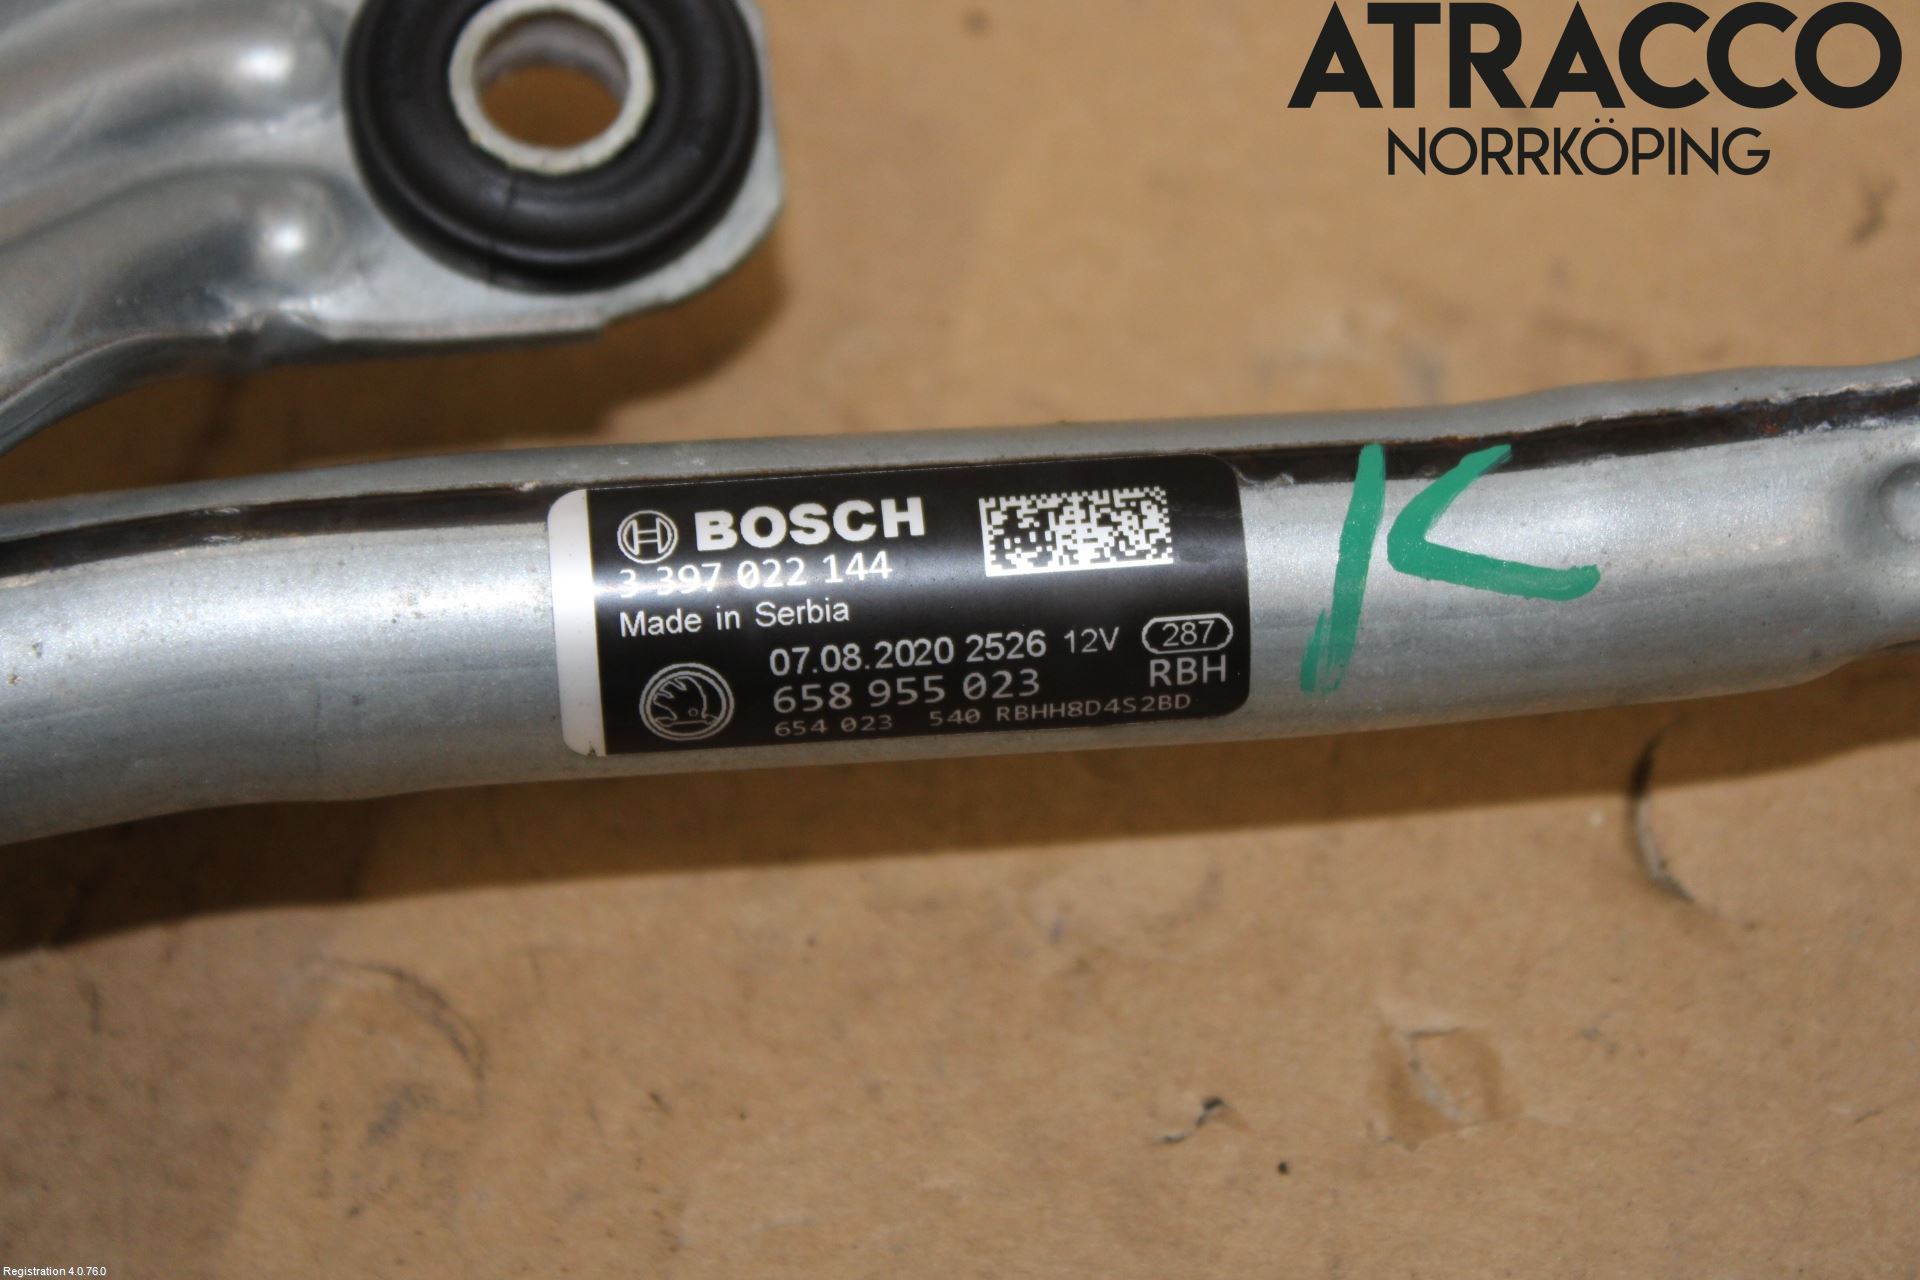 ATRACCO
NORRKÖPING
BOSCH
3 397 022 144
Made in Serbia
07.08.2020 2526 12V 287
658 955 023 RBH
654 023 540 RBHH8D4S2BD
K
Registration 4.0.76.0